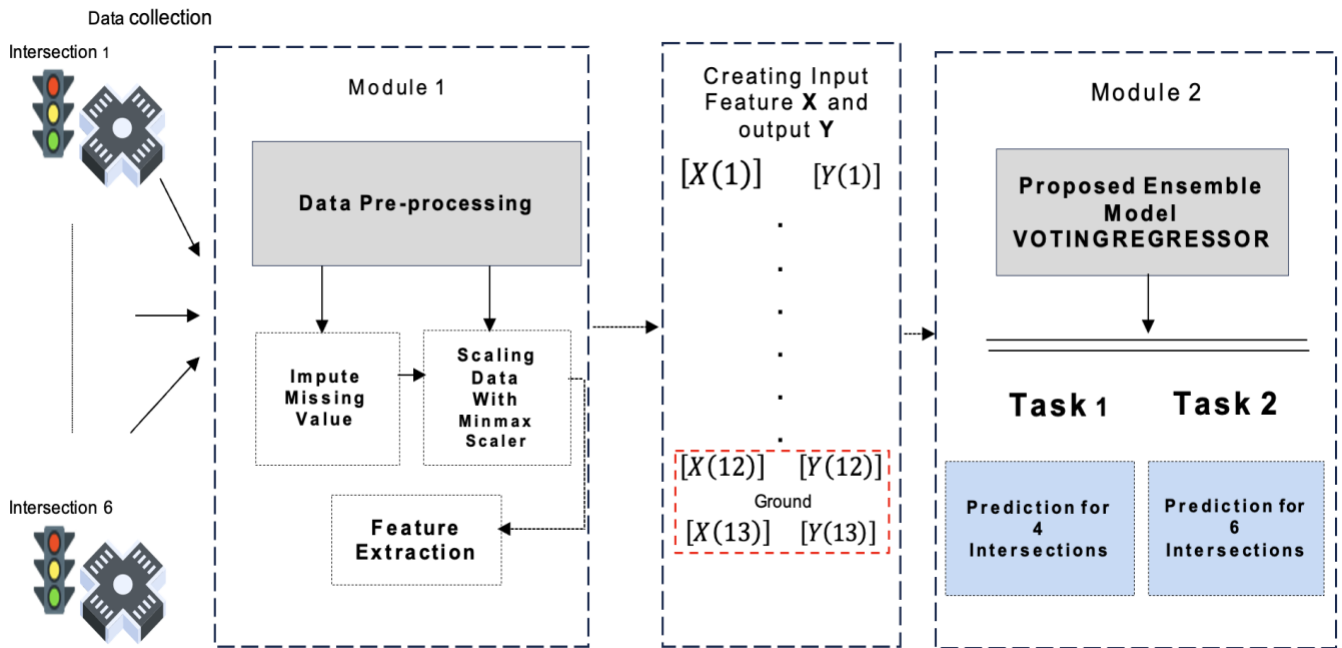 Data collection
Intersection 1
Intersection 6
Module 1
Data Pre-processing
Impute
Missing
Value
Scaling
Data
With
Minmax
Scaler
Feature
Extraction
Creating Input
Feature X and
output Y
[X(1)] [Y(1)]
.
.
.
.
.
[X(12)] [Y(12)]
Ground
[X(13)] [Y(13)]
Module 2
Proposed Ensemble
Model
VOTINGREGRESSOR
Task 1 Task 2
Prediction for
4
Intersections
Prediction for
6
Intersections